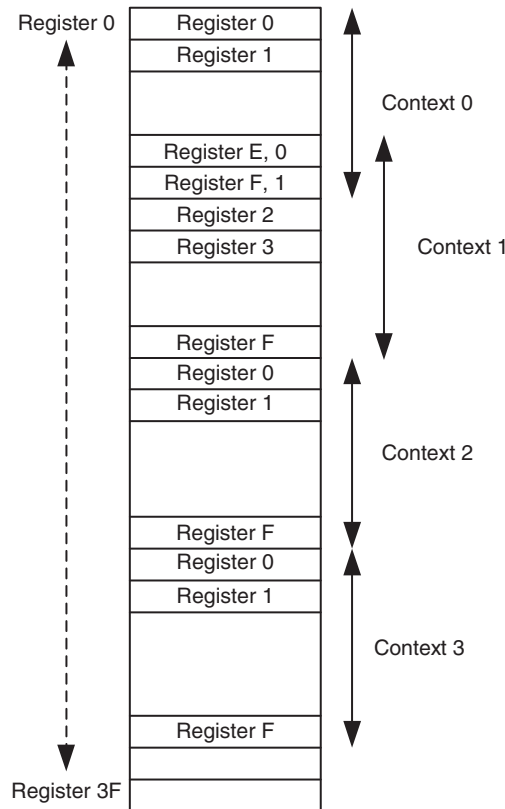 Register 0
Register 0
Register 1
Context 0
Register E, 0
Register F, 1
Register 2
Register 3
Context 1
Register F
Register 0
Register 1
Context 2
Register F
Register 0
Register 1
Context 3
Register F
Register 3F